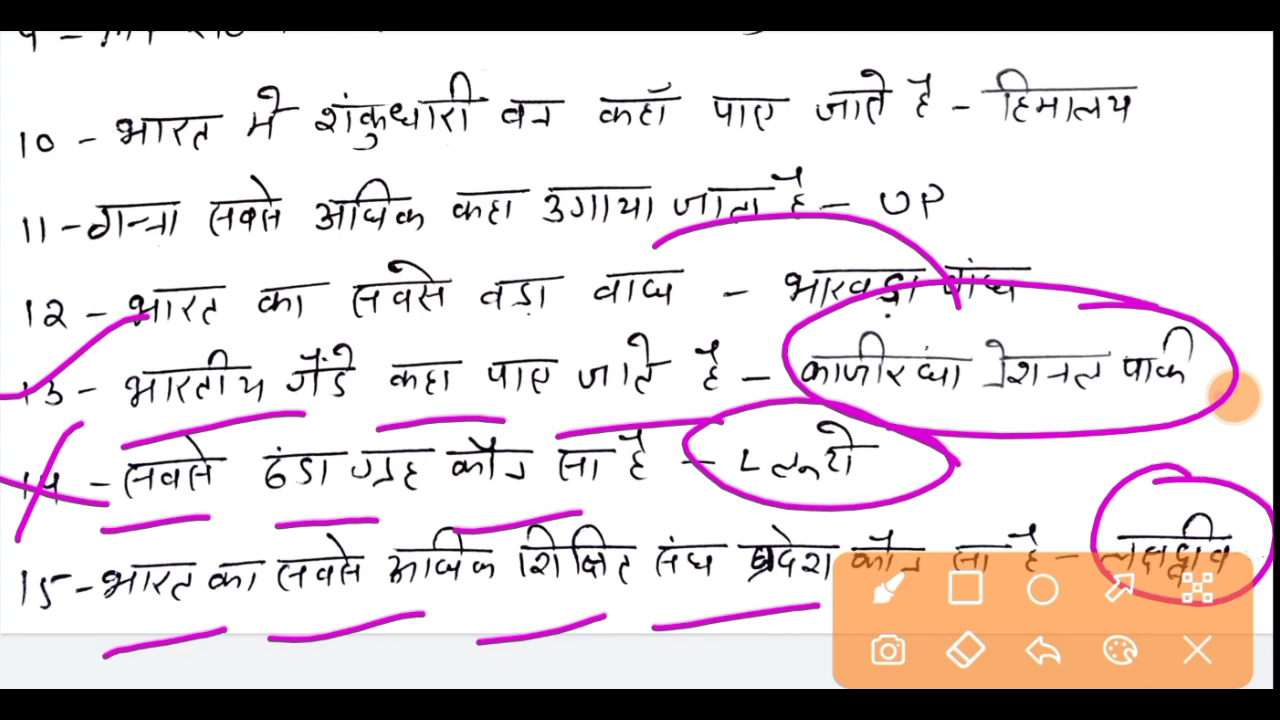 10 - भारत में शंकुधारी वन कहाँ पाए जाते है - हिमालय
11 - गन्ना सबसे अधिक कहा उगाया जाता है - UP
12 - भारत का सबसे बड़ा बाध - भाखड़ा बांध
13 - भारतीय गैंडे कहा पाए जाते है - काजीरंघा नेशनल पार्क
14 - सबसे ठंडा ग्रह कौन सा है -
15 - भारत का सबसे अधिक शिक्षित संघ प्रदेश कौन सा है - लक्षद्वीव